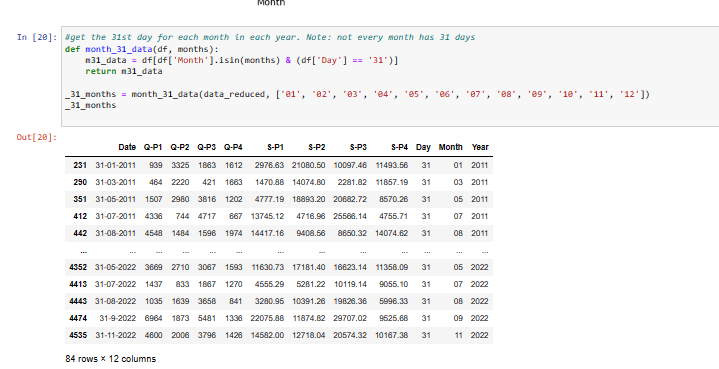 Month
In [20]: #get the 31st day for each month in each year. Note: not every month has 31 days
def month_31_data(df, months):
m31_data = df[df['Month'].isin(months) & (df['Day'] == '31')]
return m31_data
_31_months = month_31_data(data_reduced, ['01', '02', '03', '04', '05', '06', '07', '08', '09', '10', '11', '12'])
_31_months
Out[20]:
Date Q-P1 Q-P2 Q-P3 Q-P4 S-P1 S-P2 S-P3 S-P4 Day Month Year
231 31-01-2011 939 3325 1863 1612 2976.63 21080.50 10097.46 11493.56 31 01 2011
290 31-03-2011 464 2220 421 1663 1470.88 14074.80 2281.82 11857.19 31 03 2011
351 31-05-2011 1507 2980 3816 1202 4777.19 18893.20 20682.72 8570.26 31 05 2011
412 31-07-2011 4336 744 4717 667 13745.12 4716.96 25566.14 4755.71 31 07 2011
442 31-08-2011 4548 1484 1596 1974 14417.16 9408.56 8650.32 14074.62 31 08 2011
... ... ... ... ... ... ... ... ... ... ... ... ...
4352 31-05-2022 3669 2710 3067 1593 11630.73 17181.40 16623.14 11358.09 31 05 2022
4413 31-07-2022 1437 833 1867 1270 4555.29 5281.22 10119.14 9055.10 31 07 2022
4443 31-08-2022 1035 1639 3658 841 3280.95 10391.26 19826.36 5996.33 31 08 2022
4474 31-9-2022 6964 1873 5481 1336 22075.88 11874.82 29707.02 9525.68 31 09 2022
4535 31-11-2022 4600 2006 3796 1426 14582.00 12718.04 20574.32 10167.38 31 11 2022
84 rows × 12 columns